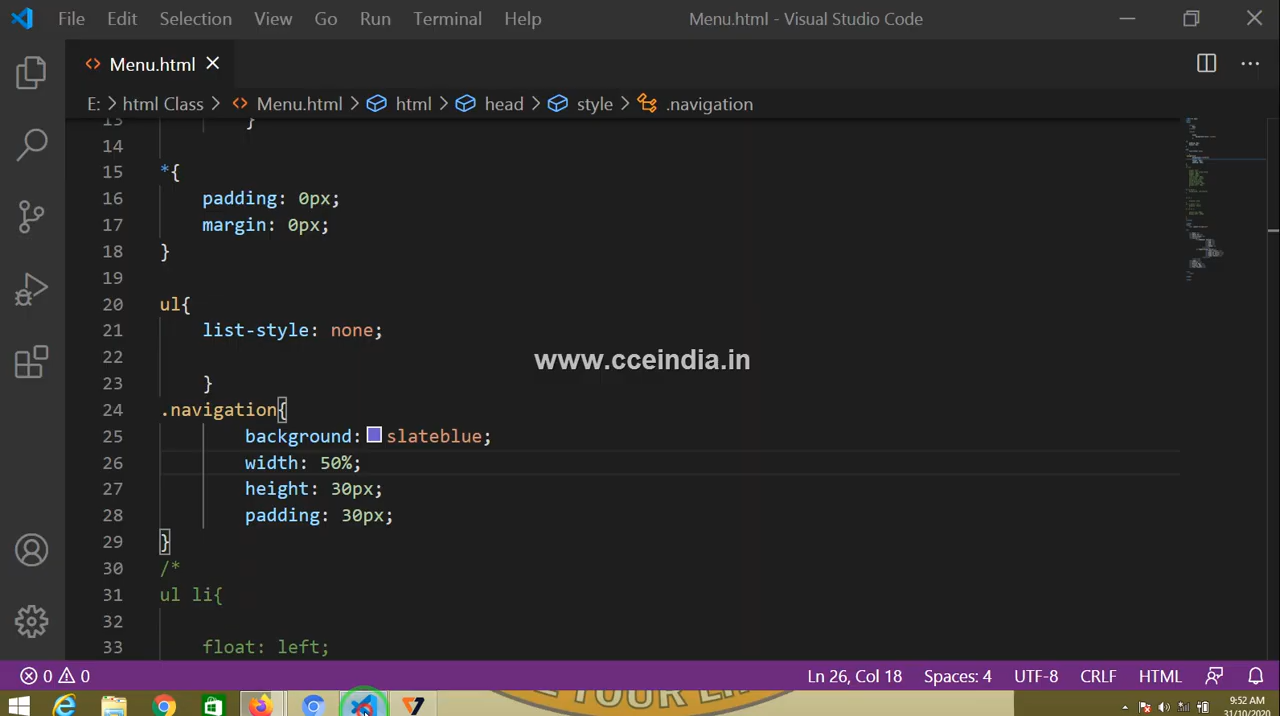 File Edit Selection View Go Run Terminal Help Menu.html - Visual Studio Code
Menu.html
E: > html Class > Menu.html > html > head > style > .navigation
13 }
14
15 *{
16 padding: 0px;
17 margin: 0px;
18 }
19
20 ul{
21 list-style: none;
22
23 }
24 .navigation{
25 background: slateblue;
26 width: 50%;
27 height: 30px;
28 padding: 30px;
29 }
30 /*
31 ul li{
32
33 float: left;
www.cceindia.in
0 0 Ln 26, Col 18 Spaces: 4 UTF-8 CRLF HTML
9:52 AM
31/10/2020